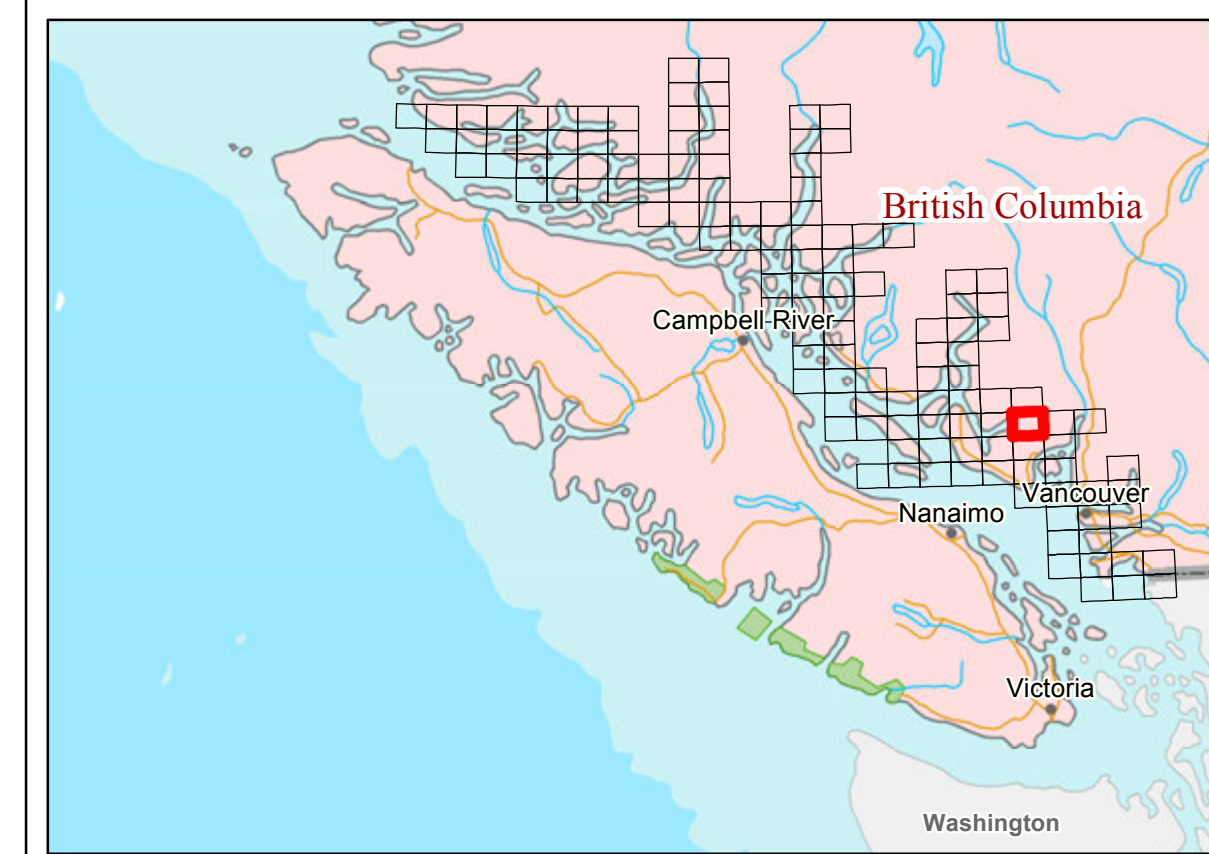 British Columbia
Campbell River
Vancouver
Nanaimo
Victoria
Washington